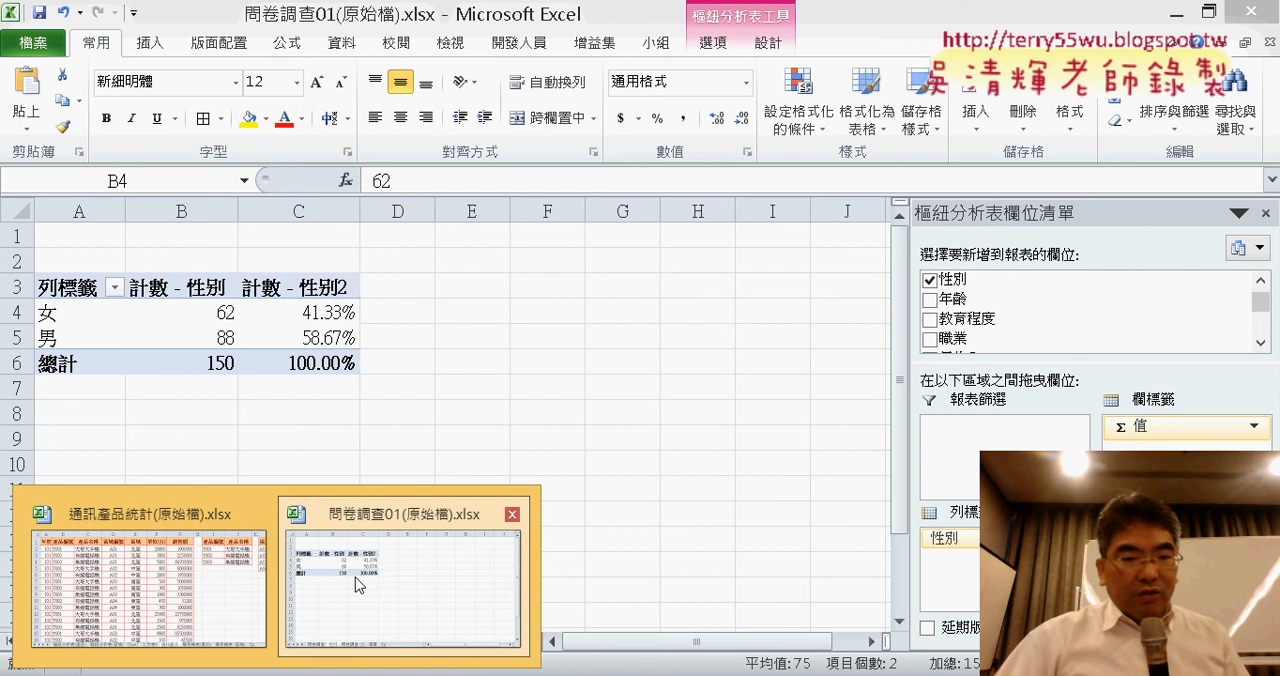 問卷調查01(原始檔).xlsx - Microsoft Excel
樞紐分析表工具
檔案 常用 插入 版面配置 公式 資料 校閱 檢視 開發人員 增益集 小組 選項 設計
http://terry55wu.blogspot.tw
吳清輝老師錄製
新細明體 12
自動換列
通用格式
貼上
B I U
跨欄置中
$ % ,
設定格式化的條件 格式化為表格 儲存格樣式
插入 刪除 格式
排序與篩選 尋找與選取
剪貼簿 字型 對齊方式 數值 樣式 儲存格 編輯
B4 fx 62
A B C D E F G H I J
1
2
3 列標籤 計數 - 性別 計數 - 性別2
4 女 62 41.33%
5 男 88 58.67%
6 總計 150 100.00%
7
8
9
10
樞紐分析表欄位清單
選擇要新增到報表的欄位:
性別
年齡
教育程度
職業
在以下區域之間拖曳欄位:
報表篩選 欄標籤
Σ 值
性別
通訊產品統計(原始檔).xlsx
問卷調查01(原始檔).xlsx
平均值: 75 項目個數: 2